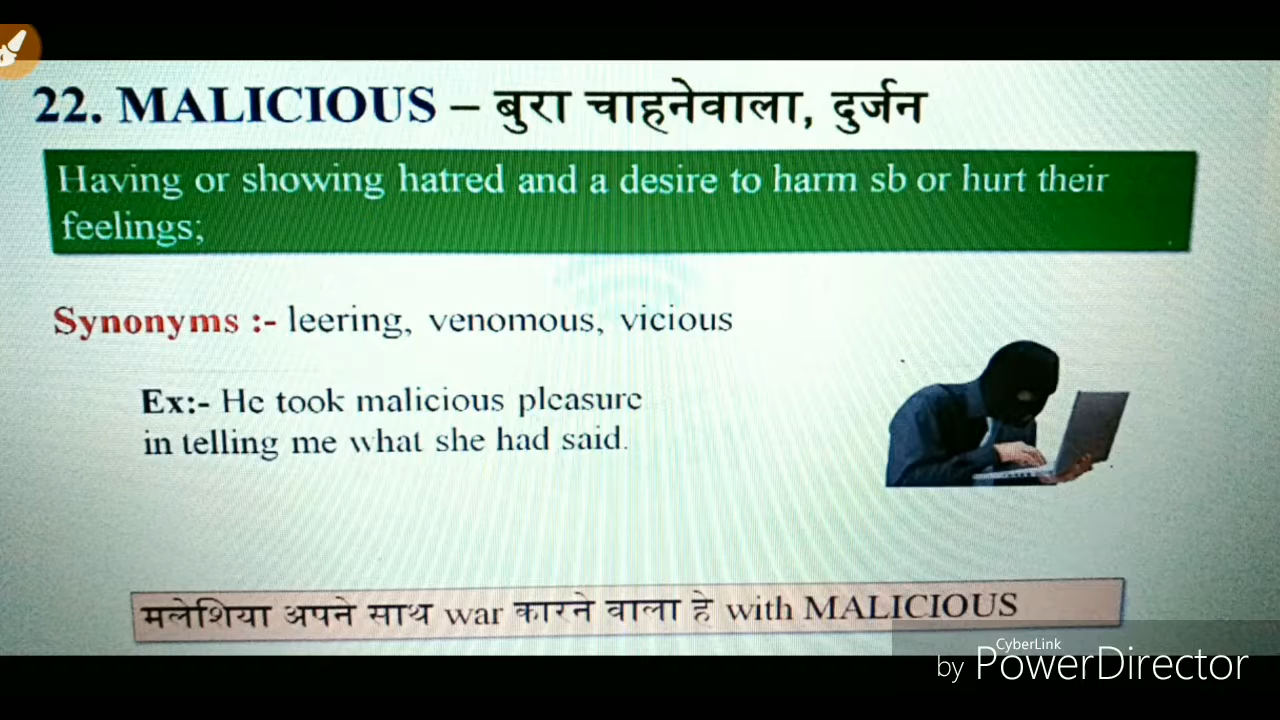 22. MALICIOUS – बुरा चाहनेवाला, दुर्जन
Having or showing hatred and a desire to harm sb or hurt their
feelings;
Synonyms :- leering, venomous, vicious
Ex:- He took malicious pleasure
in telling me what she had said.
मलेशिया अपने साथ war कारने वाला हे with MALICIOUS
CyberLink
by PowerDirector